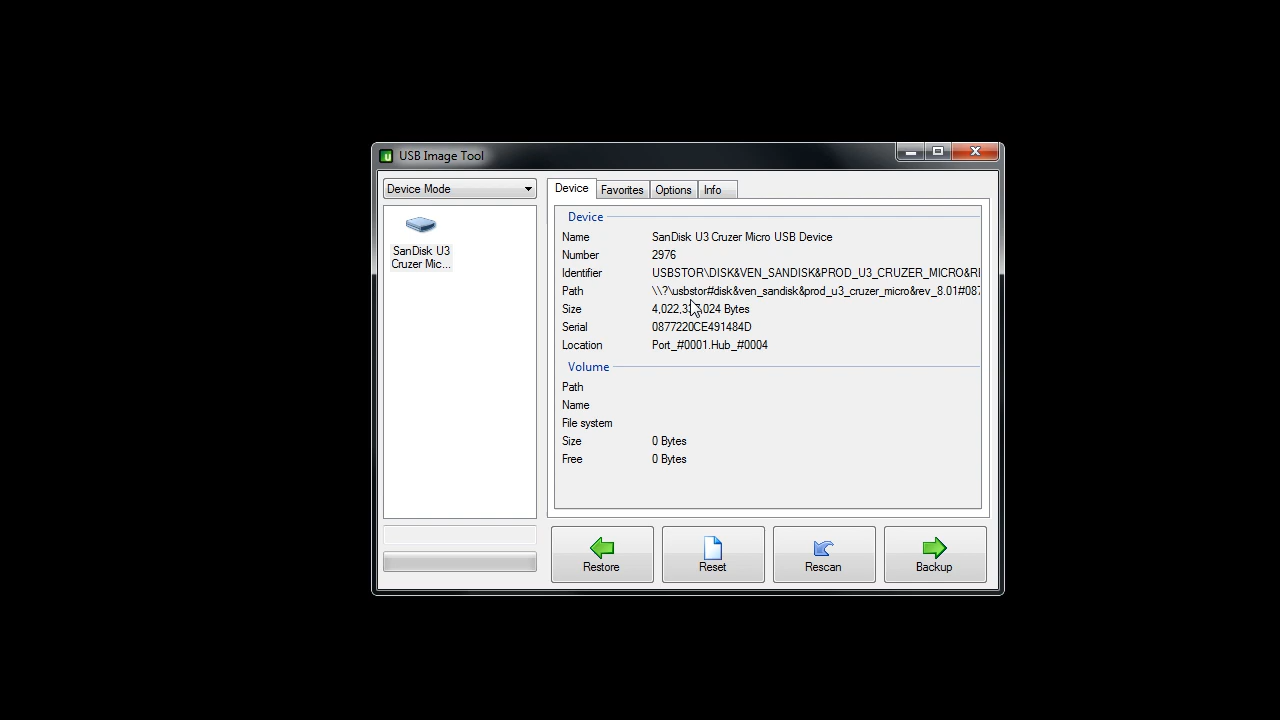 USB Image Tool
Device Mode
SanDisk U3
Cruzer Mic...
Device
Favorites
Options
Info
Device
Name SanDisk U3 Cruzer Micro USB Device
Number 2976
Identifier USBSTOR\DISK&VEN_SANDISK&PROD_U3_CRUZER_MICRO&RE
Path \\?\usbstor#disk&ven_sandisk&prod_u3_cruzer_micro&rev_8.01#087
Size Bytes
Serial 0877220CE491484D
Location Port_#0001.Hub_#0004
Volume
Path
Name
File system
Size 0 Bytes
Free 0 Bytes
Restore
Reset
Rescan
Backup